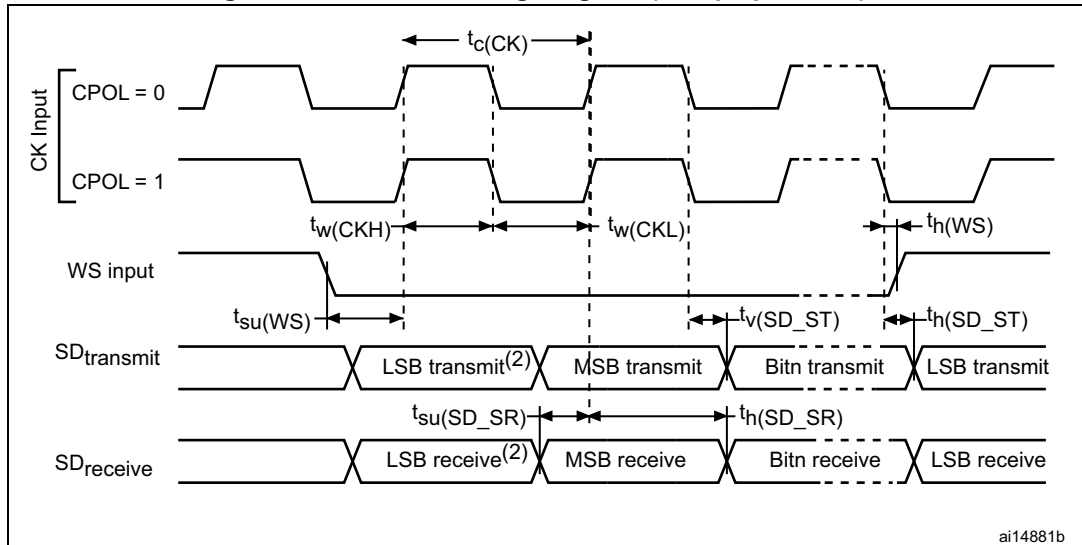 tc(CK)
CK Input
CPOL = 0
CPOL = 1
tw(CKH)
tw(CKL)
th(WS)
WS input
tsu(WS)
tv(SD_ST)
th(SD_ST)
SDtransmit
LSB transmit(2)
MSB transmit
Bitn transmit
LSB transmit
tsu(SD_SR)
th(SD_SR)
SDreceive
LSB receive(2)
MSB receive
Bitn receive
LSB receive
ai14881b